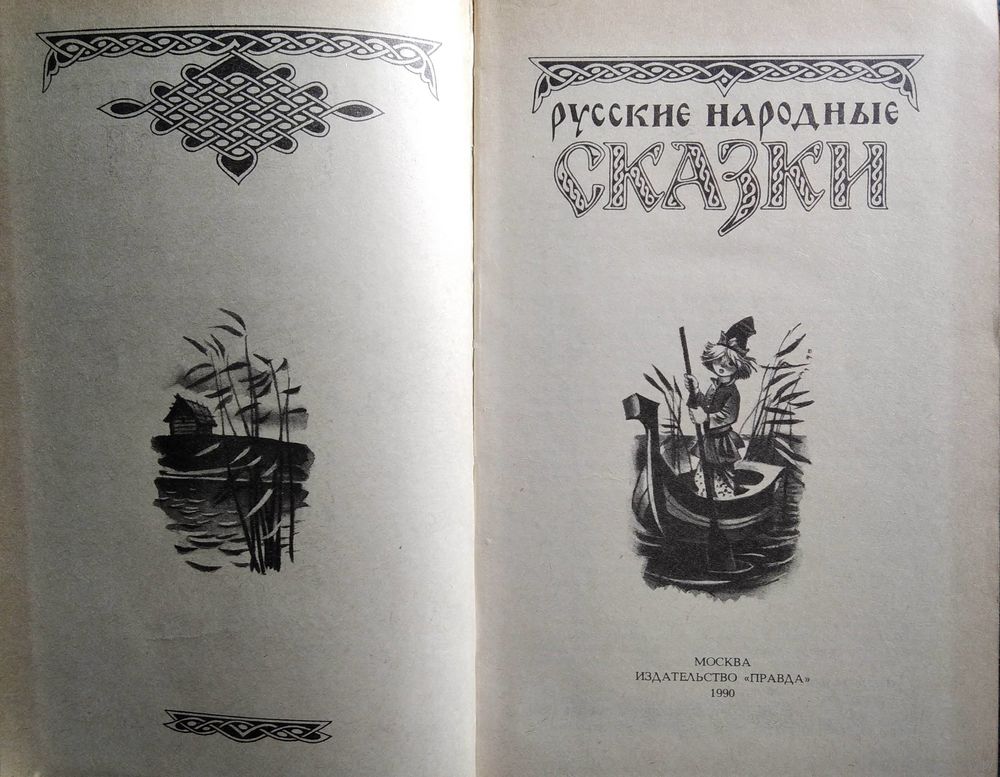 русские народные
СКАЗКИ
МОСКВА
ИЗДАТЕЛЬСТВО «ПРАВДА»
1990